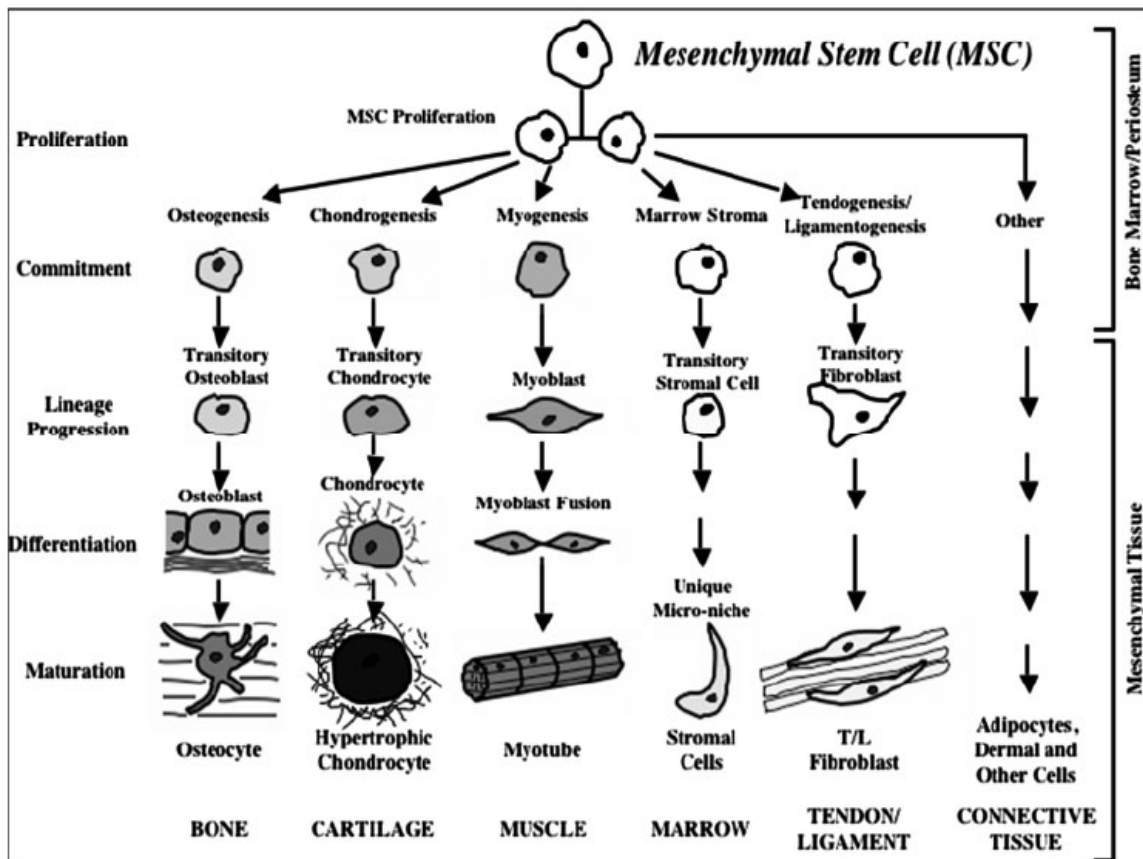 Mesenchymal Stem Cell (MSC)
MSC Proliferation
Proliferation
Osteogenesis
Chondrogenesis
Myogenesis
Marrow Stroma
Tendogenesis/
Ligamentogenesis
Other
Commitment
Transitory
Osteoblast
Transitory
Chondrocyte
Myoblast
Transitory
Stromal Cell
Transitory
Fibroblast
Lineage
Progression
Osteoblast
Chondrocyte
Myoblast Fusion
Differentiation
Unique
Micro-niche
Maturation
Osteocyte
Hypertrophic
Chondrocyte
Myotube
Stromal
Cells
T/L
Fibroblast
Adipocytes,
Dermal and
Other Cells
BONE
CARTILAGE
MUSCLE
MARROW
TENDON/
LIGAMENT
CONNECTIVE
TISSUE
Bone Marrow/Periosteum
Mesenchymal Tissue